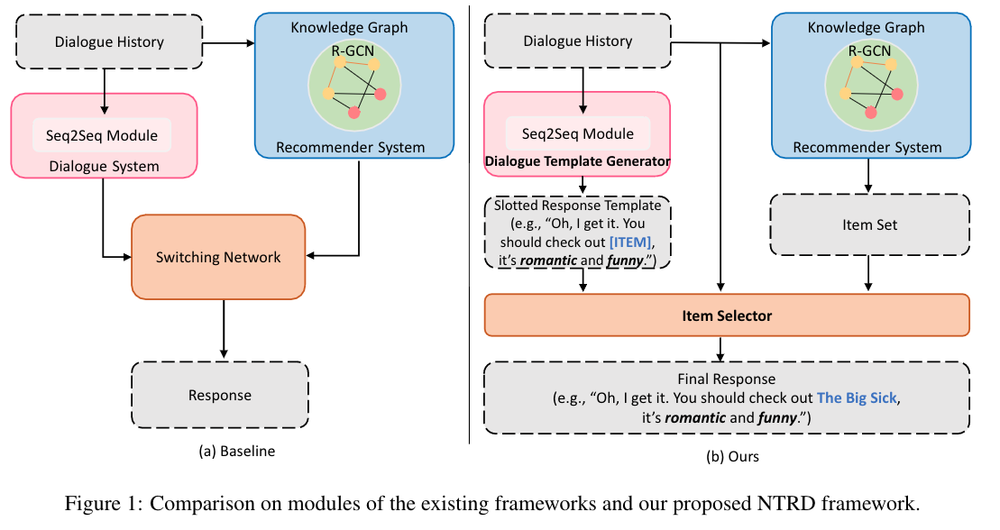 Dialogue History
Knowledge Graph
R-GCN
Recommender System
Seq2Seq Module
Dialogue System
Switching Network
Response
(a) Baseline
Dialogue History
Knowledge Graph
R-GCN
Recommender System
Seq2Seq Module
Dialogue Template Generator
Slotted Response Template
(e.g., “Oh, I get it. You
should check out [ITEM],
it’s romantic and funny.”)
Item Set
Item Selector
Final Response
(e.g., “Oh, I get it. You should check out The Big Sick,
it’s romantic and funny.”)
(b) Ours
Figure 1: Comparison on modules of the existing frameworks and our proposed NTRD framework.